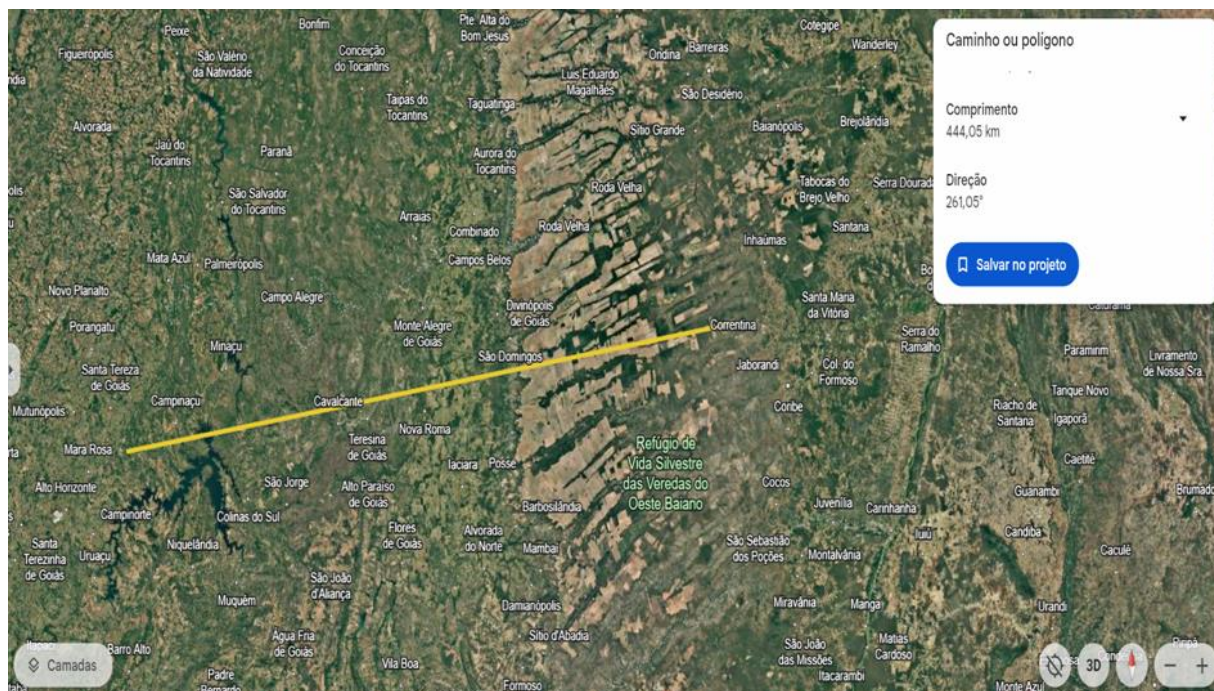 Bonfim
Pte. Alta do
Bom Jesus
Cotegipe
Peixe
Figueirópolis
São Valério
da Natividade
Conceição
do Tocantins
Ondina
Barreiras
Wanderley
Luis Eduardo
Magalhães
São Desidério
Taipas do
Tocantins
Taguatinga
Alvorada
Sítio Grande
Baianópolis
Brejolândia
Jaú do
Tocantins
Paranã
Aurora do
Tocantins
São Salvador
do Tocantins
Roda Velha
Tabocas do
Brejo Velho
Serra Dourada
Arraias
Combinado
Roda Velha
Santana
Inhaúmas
Mata Azul
Palmeirópolis
Campos Belos
Novo Planalto
Campo Alegre
Divinópolis
de Goiás
Santa Maria
da Vitória
Porangatu
Monte Alegre
de Goiás
Correntina
Serra do
Ramalho
Minaçu
São Domingos
Jaborandi
Col. do
Formoso
Paramirim
Livramento
de Nossa Sra.
Santa Tereza
de Goiás
Tanque Novo
Mutunópolis
Campinaçu
Cavalcante
Coribe
Riacho de
Santana
Igaporã
Mara Rosa
Teresina
de Goiás
Nova Roma
Refúgio de
Vida Silvestre
das Veredas do
Oeste Baiano
Iaciara
Posse
Caetité
Alto Horizonte
São Jorge
Alto Paraíso
de Goiás
Cocos
Guanambi
Brumado
Campinorte
Colinas do Sul
Barbosilândia
Juvenília
Carinhanha
Santa
Terezinha
de Goiás
Uruaçu
Niquelândia
Flores
de Goiás
Alvorada
do Norte
Mambaí
São Sebastião
dos Poções
Montalvânia
Iuiú
Candiba
Caculé
Muquém
São João
d'Aliança
Damianópolis
Miravânia
Manga
Urandi
Barro Alto
Água Fria
de Goiás
Sítio d'Abadia
São João
das Missões
Matias
Cardoso
Vila Boa
Itacarambi
Padre
Bernardo
Formoso
Monte Azul
Caminho ou polígono
Comprimento
444,05 km
Direção
261,05°
Salvar no projeto
Camadas
3D